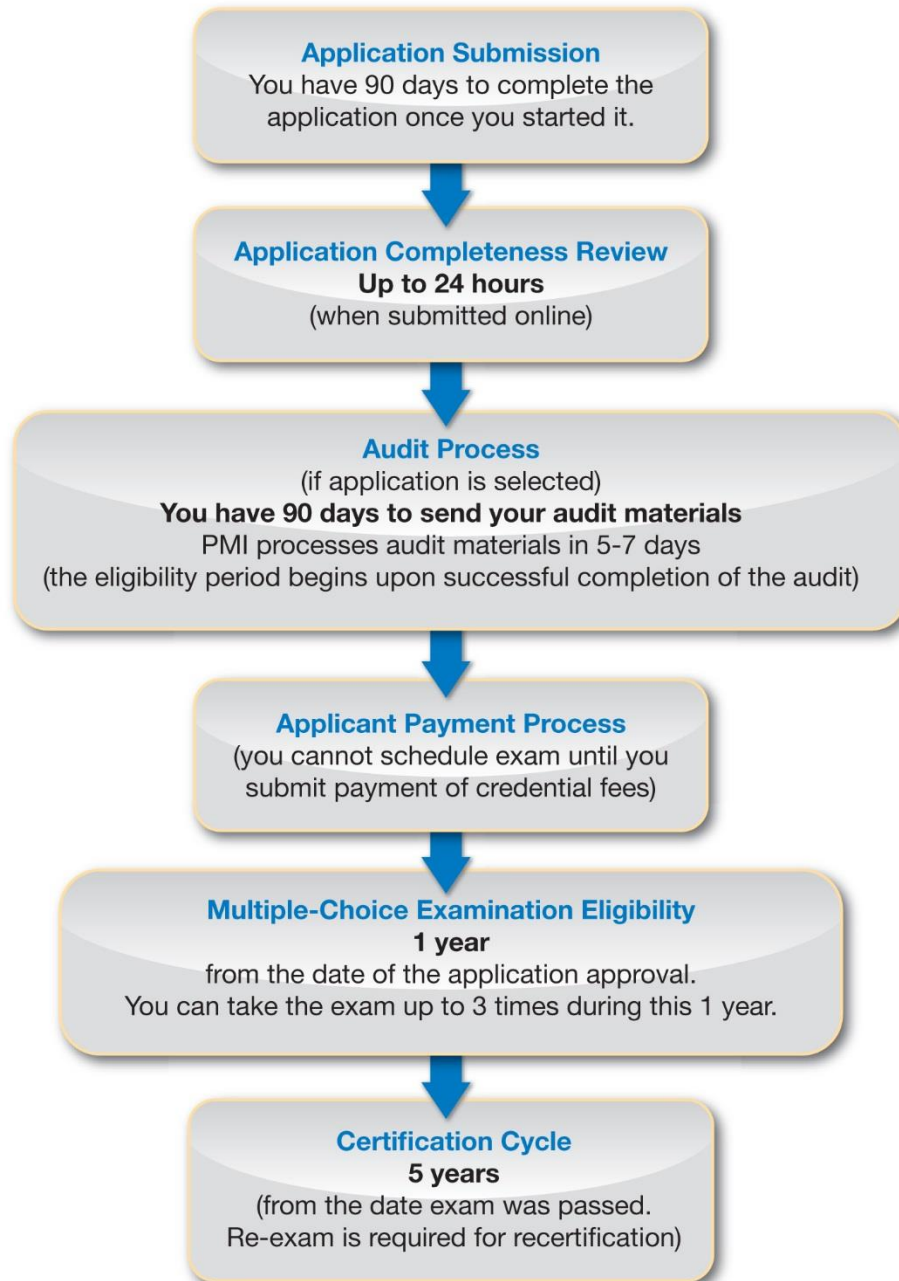 Application Submission
You have 90 days to complete the
application once you started it.
Application Completeness Review
Up to 24 hours
(when submitted online)
Audit Process
(if application is selected)
You have 90 days to send your audit materials
PMI processes audit materials in 5-7 days
(the eligibility period begins upon successful completion of the audit)
Applicant Payment Process
(you cannot schedule exam until you
submit payment of credential fees)
Multiple-Choice Examination Eligibility
1 year
from the date of the application approval.
You can take the exam up to 3 times during this 1 year.
Certification Cycle
5 years
(from the date exam was passed.
Re-exam is required for recertification)